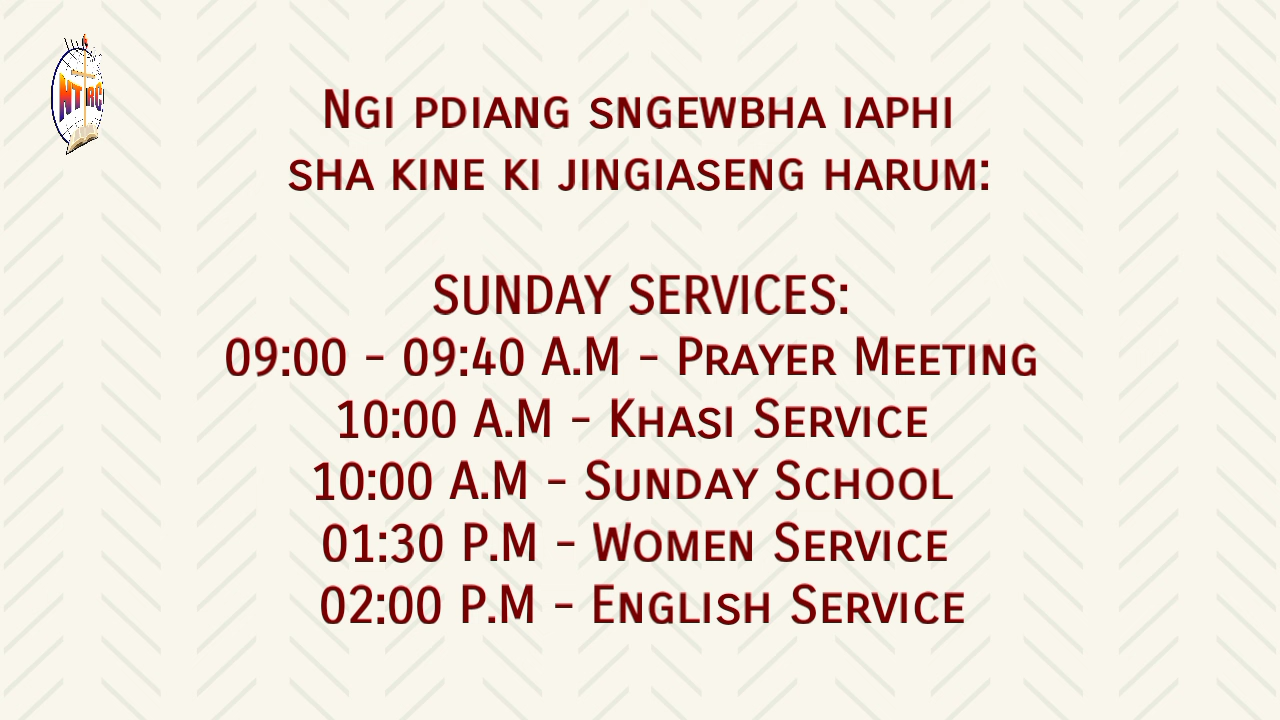 NTRC
Ngi pdiang sngewbha iaphi
sha kine ki jingiaseng harum:
SUNDAY SERVICES:
09:00 – 09:40 A.M – Prayer Meeting
10:00 A.M – Khasi Service
10:00 A.M – Sunday School
01:30 P.M – Women Service
02:00 P.M – English Service